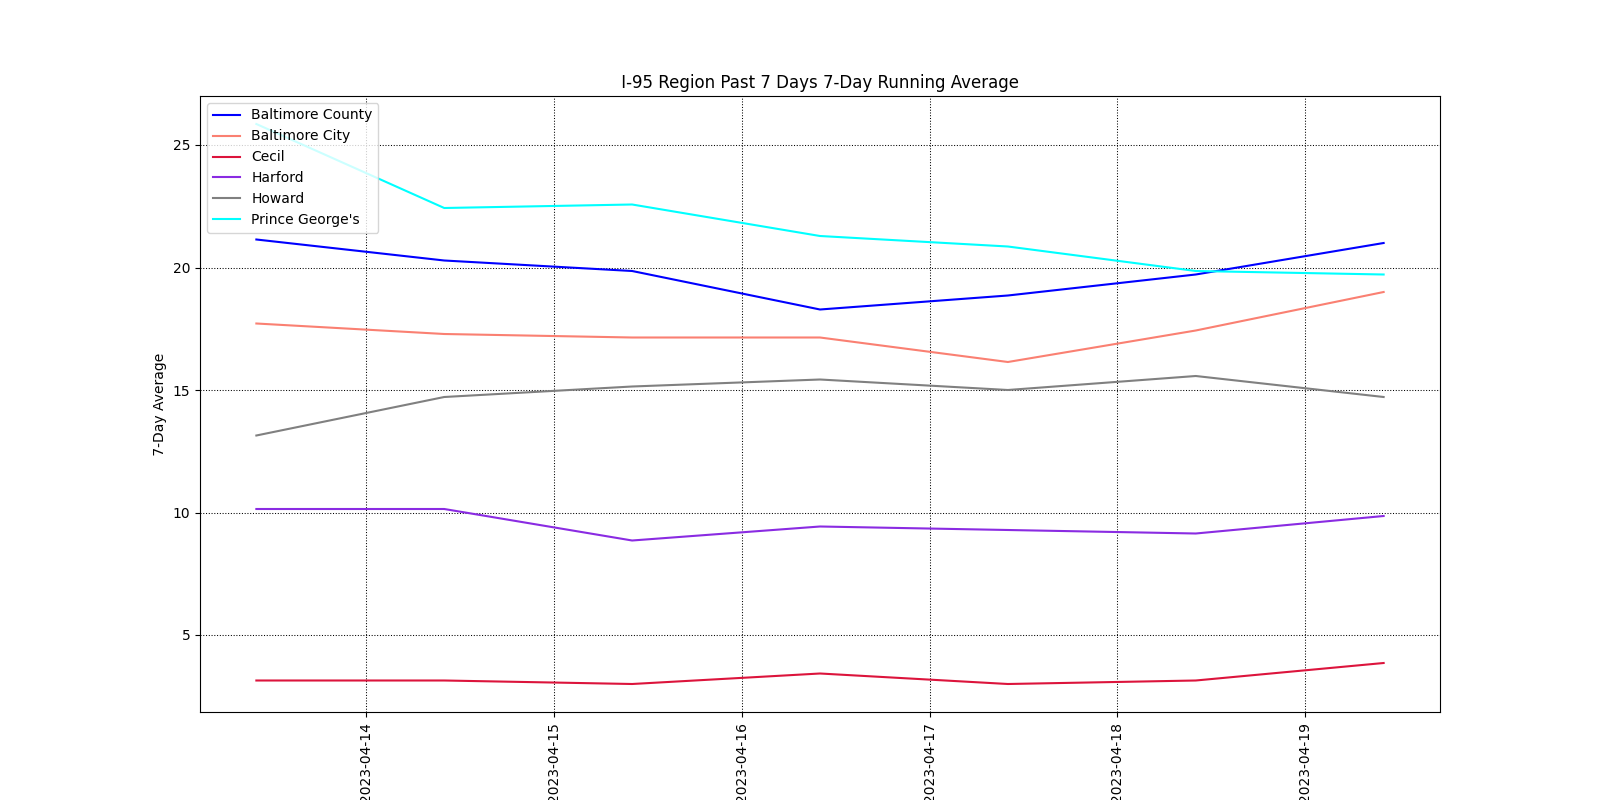 I-95 Region Past 7 Days 7-Day Running Average
Baltimore County
Baltimore City
Cecil
Harford
Howard
Prince George's
25
20
15
10
5
7-Day Average
2023-04-14
2023-04-15
2023-04-16
2023-04-17
2023-04-18
2023-04-19